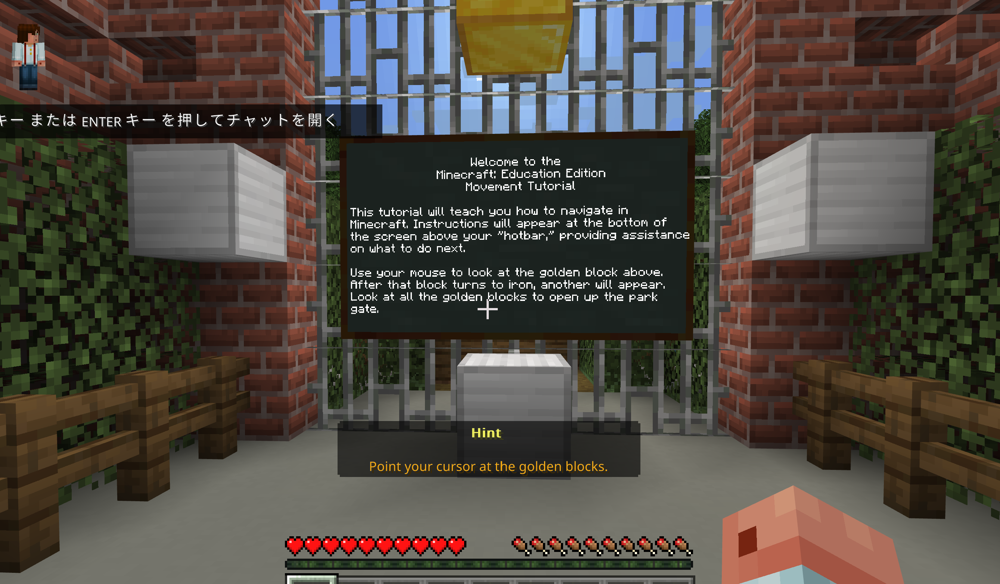 キー または ENTER キー を押してチャットを開く
Welcome to the
Minecraft: Education Edition
Movement Tutorial
This tutorial will teach you how to navigate in
Minecraft. Instructions will appear at the bottom of
the screen above your "hotbar," providing assistance
on what to do next.
Use your mouse to look at the golden block above.
After that block turns to iron, another will appear.
Look at all the golden blocks to open up the park
gate.
Hint
Point your cursor at the golden blocks.